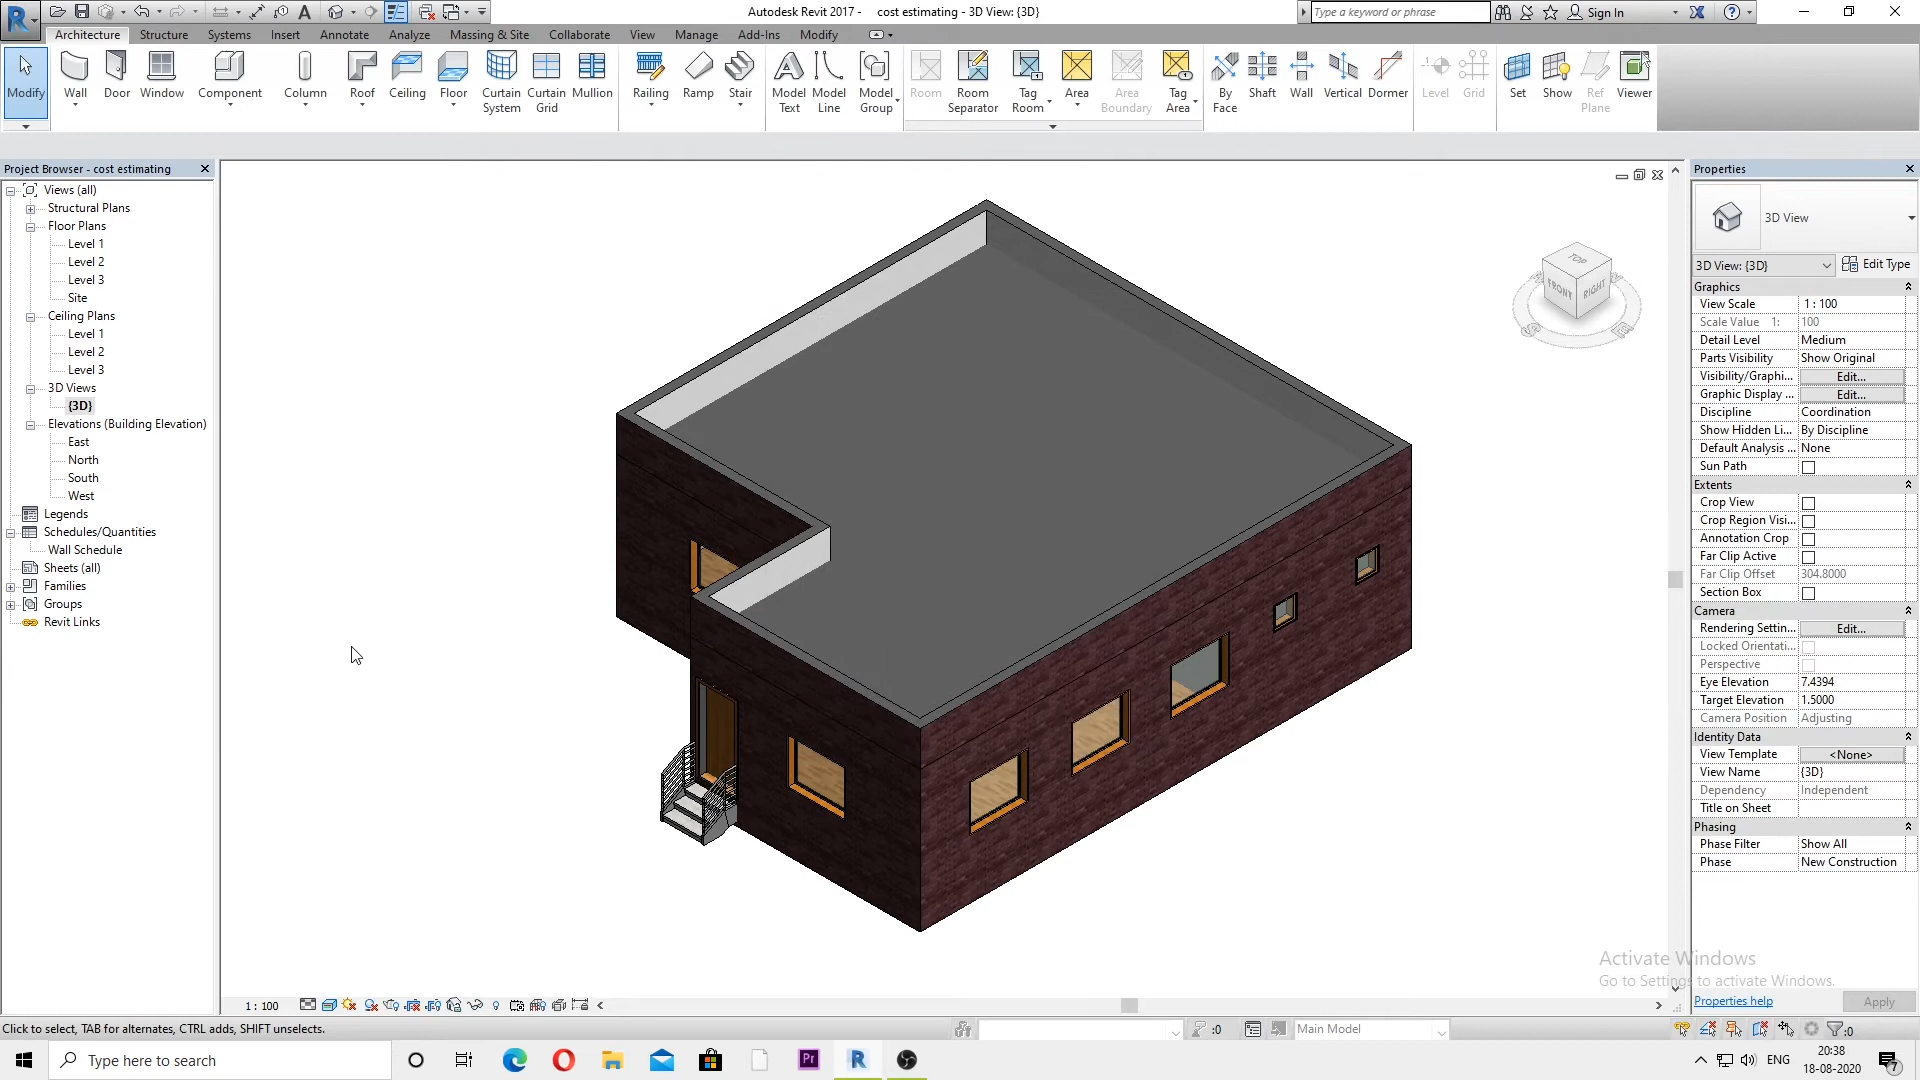 Autodesk Revit 2017 - cost estimating - 3D View: {3D}
Type a keyword or phrase
Sign In
Architecture Structure Systems Insert Annotate Analyze Massing & Site Collaborate View Manage Add-Ins Modify
Modify Wall Door Window Component Column Roof Ceiling Floor Curtain System Curtain Grid Mullion Railing Ramp Stair Model Text Model Line Model Group Room Room Separator Tag Room Area Area Boundary Tag Area By Face Shaft Wall Vertical Dormer Level Grid Set Show Ref Plane Viewer
Project Browser - cost estimating
Views (all)
Structural Plans
Floor Plans
Level 1
Level 2
Level 3
Site
Ceiling Plans
Level 1
Level 2
Level 3
3D Views
{3D}
Elevations (Building Elevation)
East
North
South
West
Legends
Schedules/Quantities
Wall Schedule
Sheets (all)
Families
Groups
Revit Links
TOP
FRONT
RIGHT
Properties
3D View
3D View: {3D} Edit Type
Graphics
View Scale 1 : 100
Scale Value 1: 100
Detail Level Medium
Parts Visibility Show Original
Visibility/Graphi... Edit...
Graphic Display ... Edit...
Discipline Coordination
Show Hidden Li... By Discipline
Default Analysis ... None
Sun Path
Extents
Crop View
Crop Region Visi...
Annotation Crop
Far Clip Active
Far Clip Offset 304.8000
Section Box
Camera
Rendering Settin... Edit...
Locked Orientati...
Perspective
Eye Elevation 7.4394
Target Elevation 1.5000
Camera Position Adjusting
Identity Data
View Template <None>
View Name {3D}
Dependency Independent
Title on Sheet
Phasing
Phase Filter Show All
Phase New Construction
Activate Windows
Go to Settings to activate Windows.
Properties help Apply
1 : 100
Click to select, TAB for alternates, CTRL adds, SHIFT unselects.
:0
Main Model
:0
Type here to search
Pr
R
ENG
20:38
18-08-2020
7